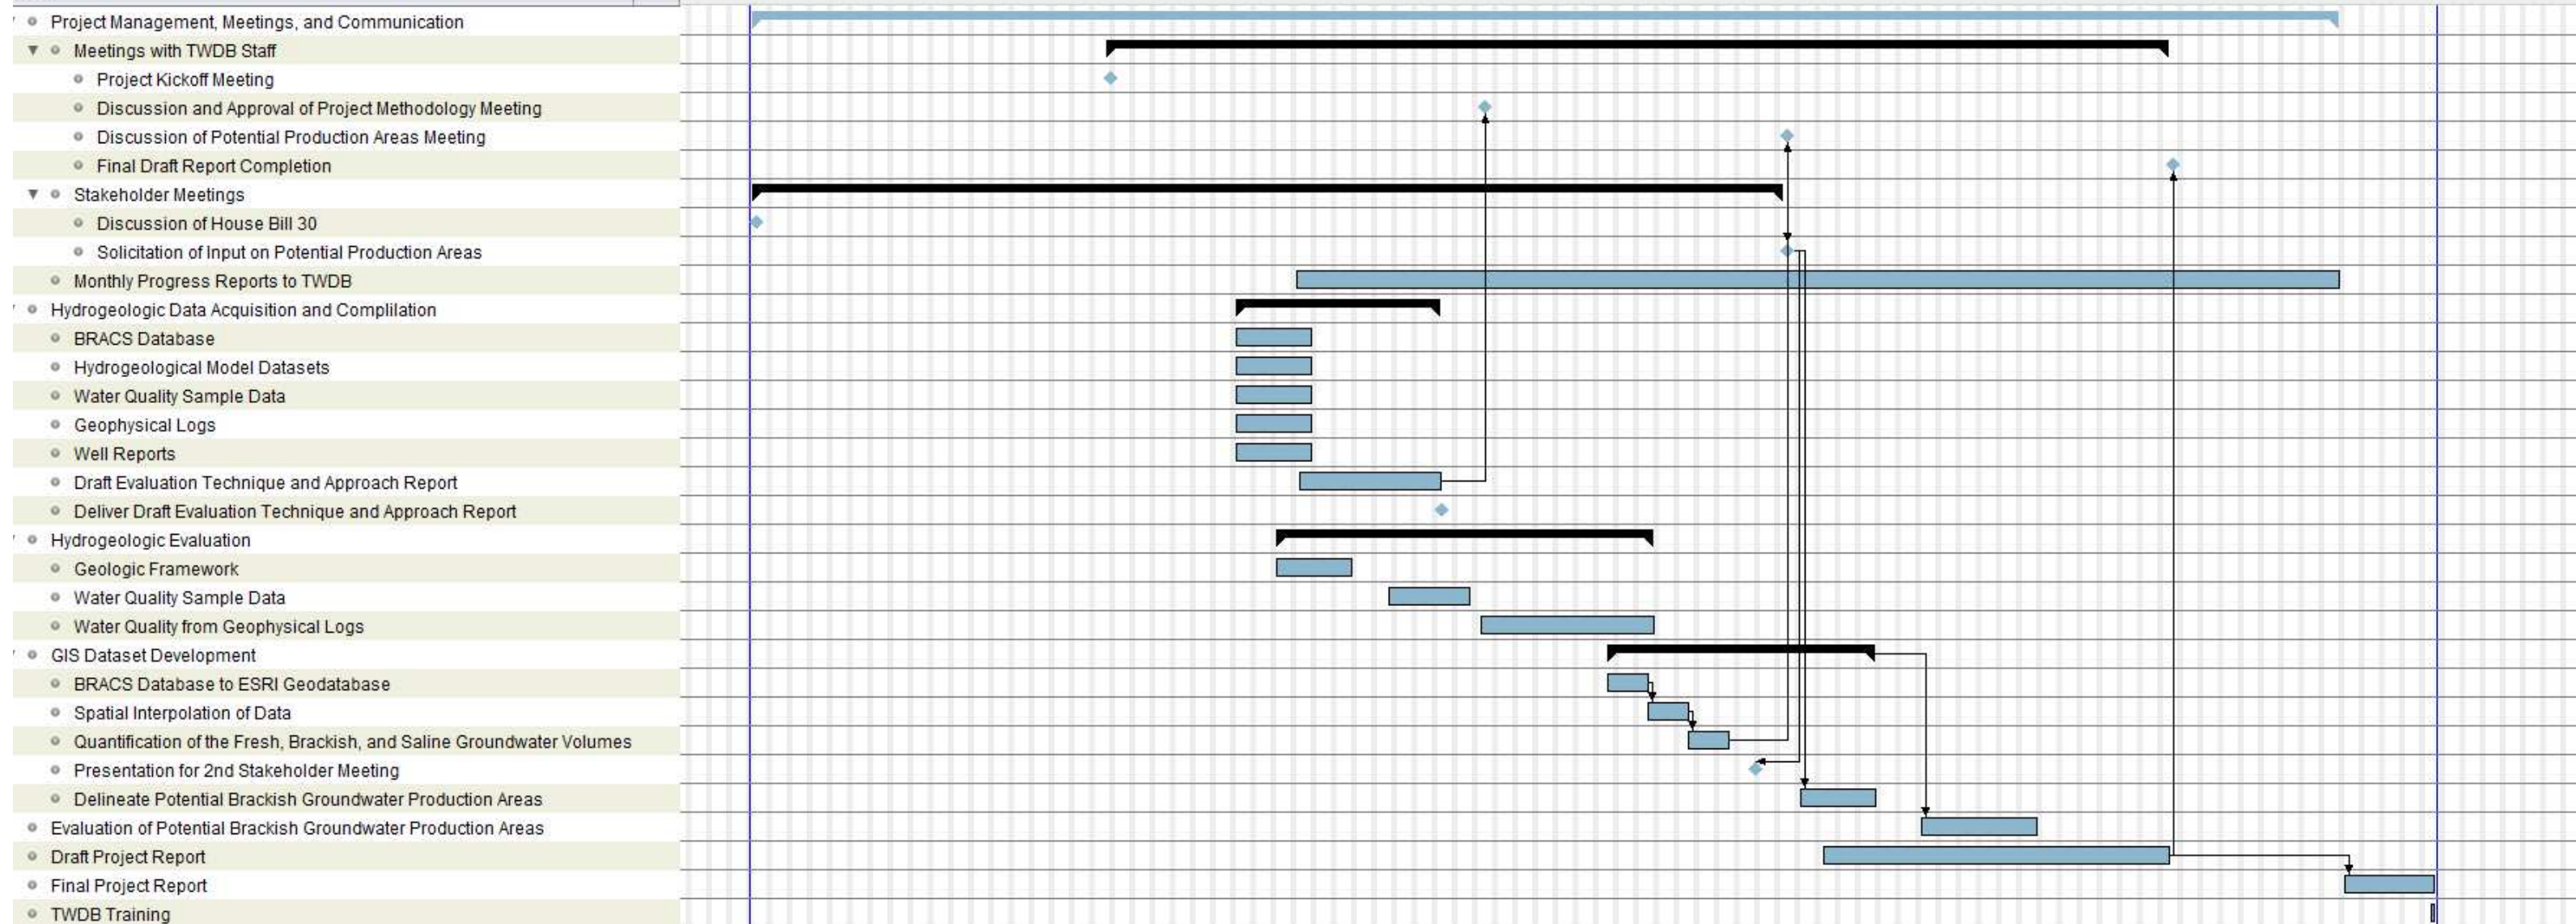 Project Management, Meetings, and Communication
Meetings with TWDB Staff
Project Kickoff Meeting
Discussion and Approval of Project Methodology Meeting
Discussion of Potential Production Areas Meeting
Final Draft Report Completion
Stakeholder Meetings
Discussion of House Bill 30
Solicitation of Input on Potential Production Areas
Monthly Progress Reports to TWDB
Hydrogeologic Data Acquisition and Complilation
BRACS Database
Hydrogeological Model Datasets
Water Quality Sample Data
Geophysical Logs
Well Reports
Draft Evaluation Technique and Approach Report
Deliver Draft Evaluation Technique and Approach Report
Hydrogeologic Evaluation
Geologic Framework
Water Quality Sample Data
Water Quality from Geophysical Logs
GIS Dataset Development
BRACS Database to ESRI Geodatabase
Spatial Interpolation of Data
Quantification of the Fresh, Brackish, and Saline Groundwater Volumes
Presentation for 2nd Stakeholder Meeting
Delineate Potential Brackish Groundwater Production Areas
Evaluation of Potential Brackish Groundwater Production Areas
Draft Project Report
Final Project Report
TWDB Training